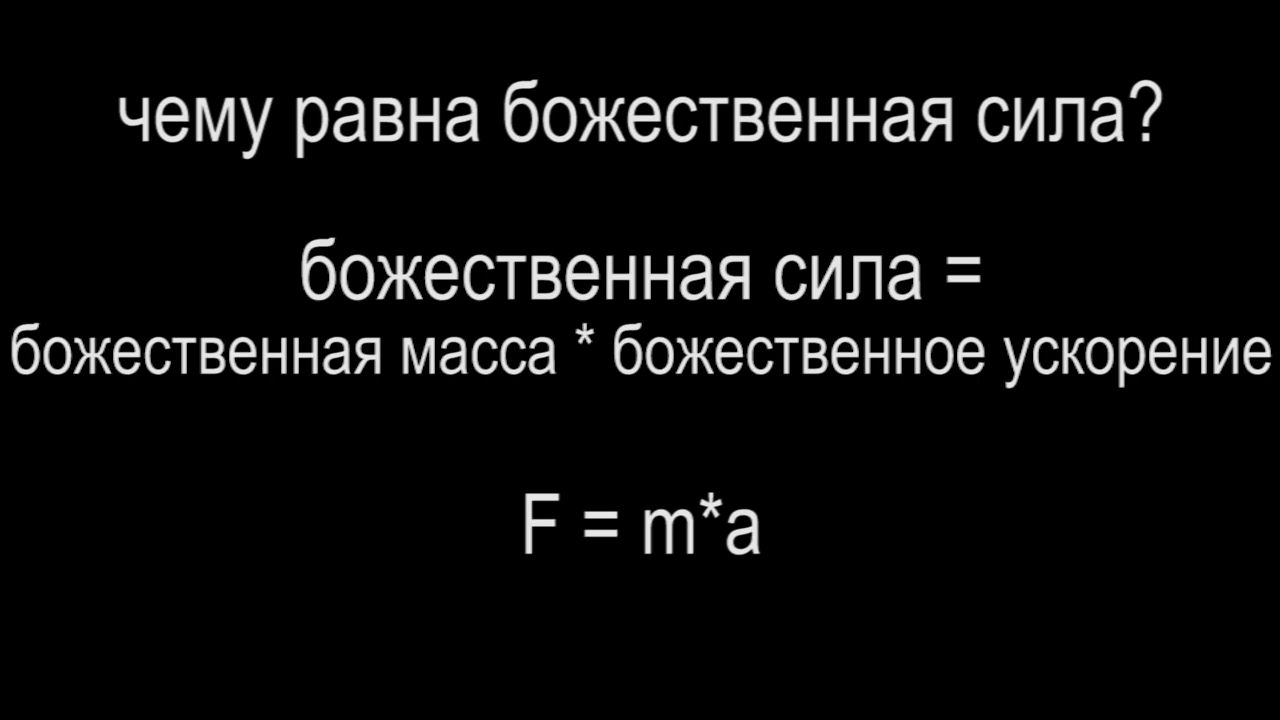 чему равна божественная сила?
божественная сила =
божественная масса * божественное ускорение
F = m*a